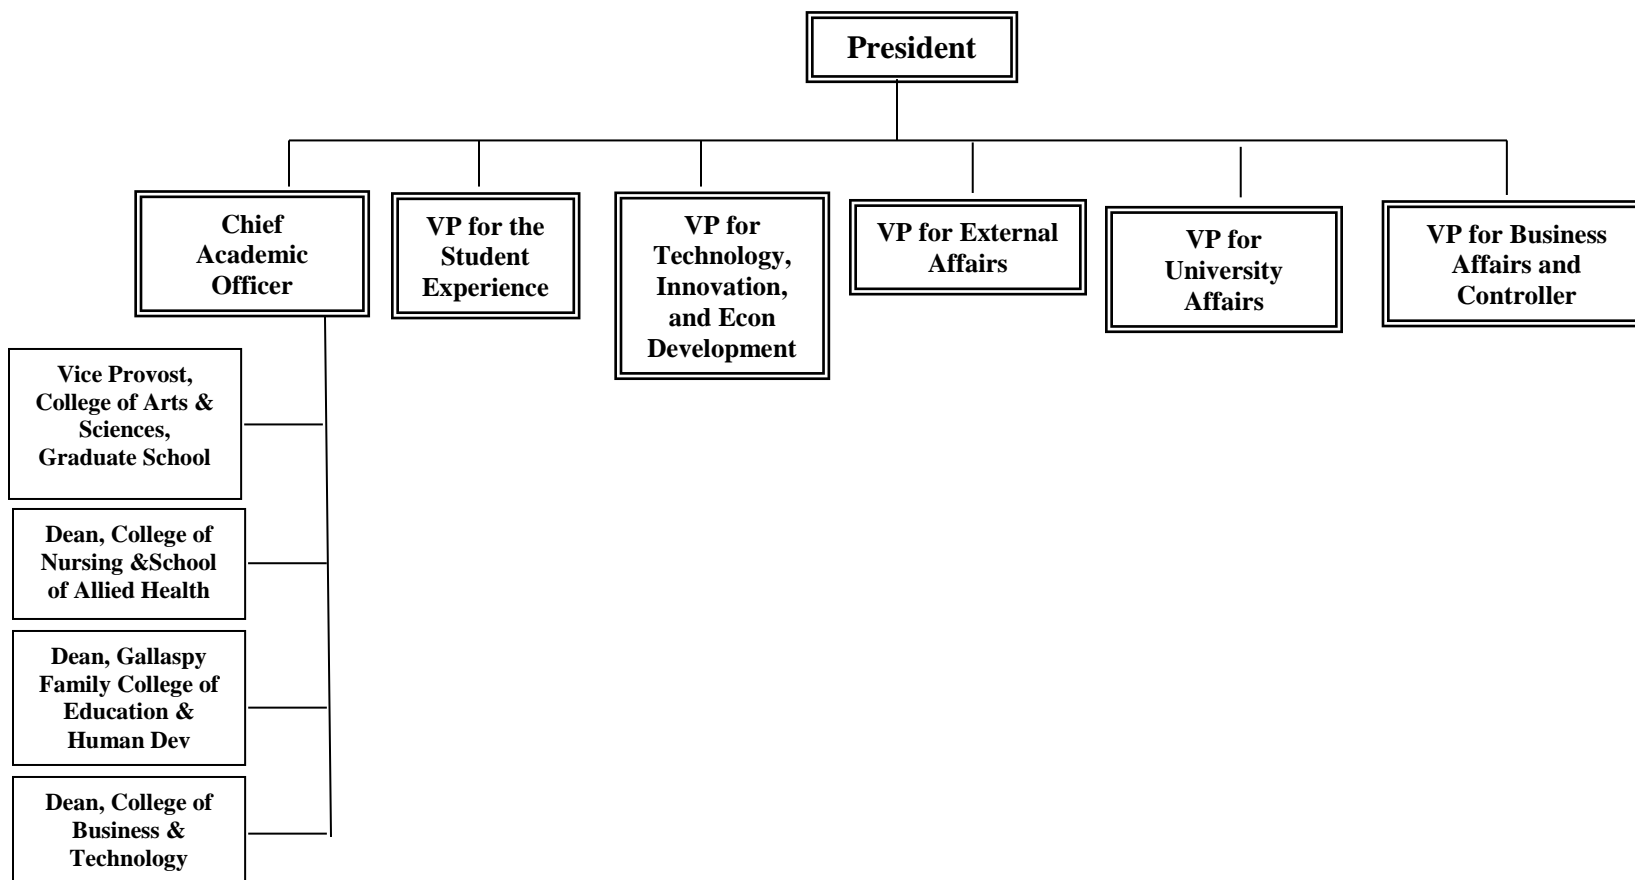 President
Chief
Academic
Officer
VP for the
Student
Experience
VP for
Technology,
Innovation,
and Econ
Development
VP for External
Affairs
VP for
University
Affairs
VP for Business
Affairs and
Controller
Vice Provost,
College of Arts &
Sciences,
Graduate School
Dean, College of
Nursing &School
of Allied Health
Dean, Gallaspy
Family College of
Education &
Human Dev
Dean, College of
Business &
Technology